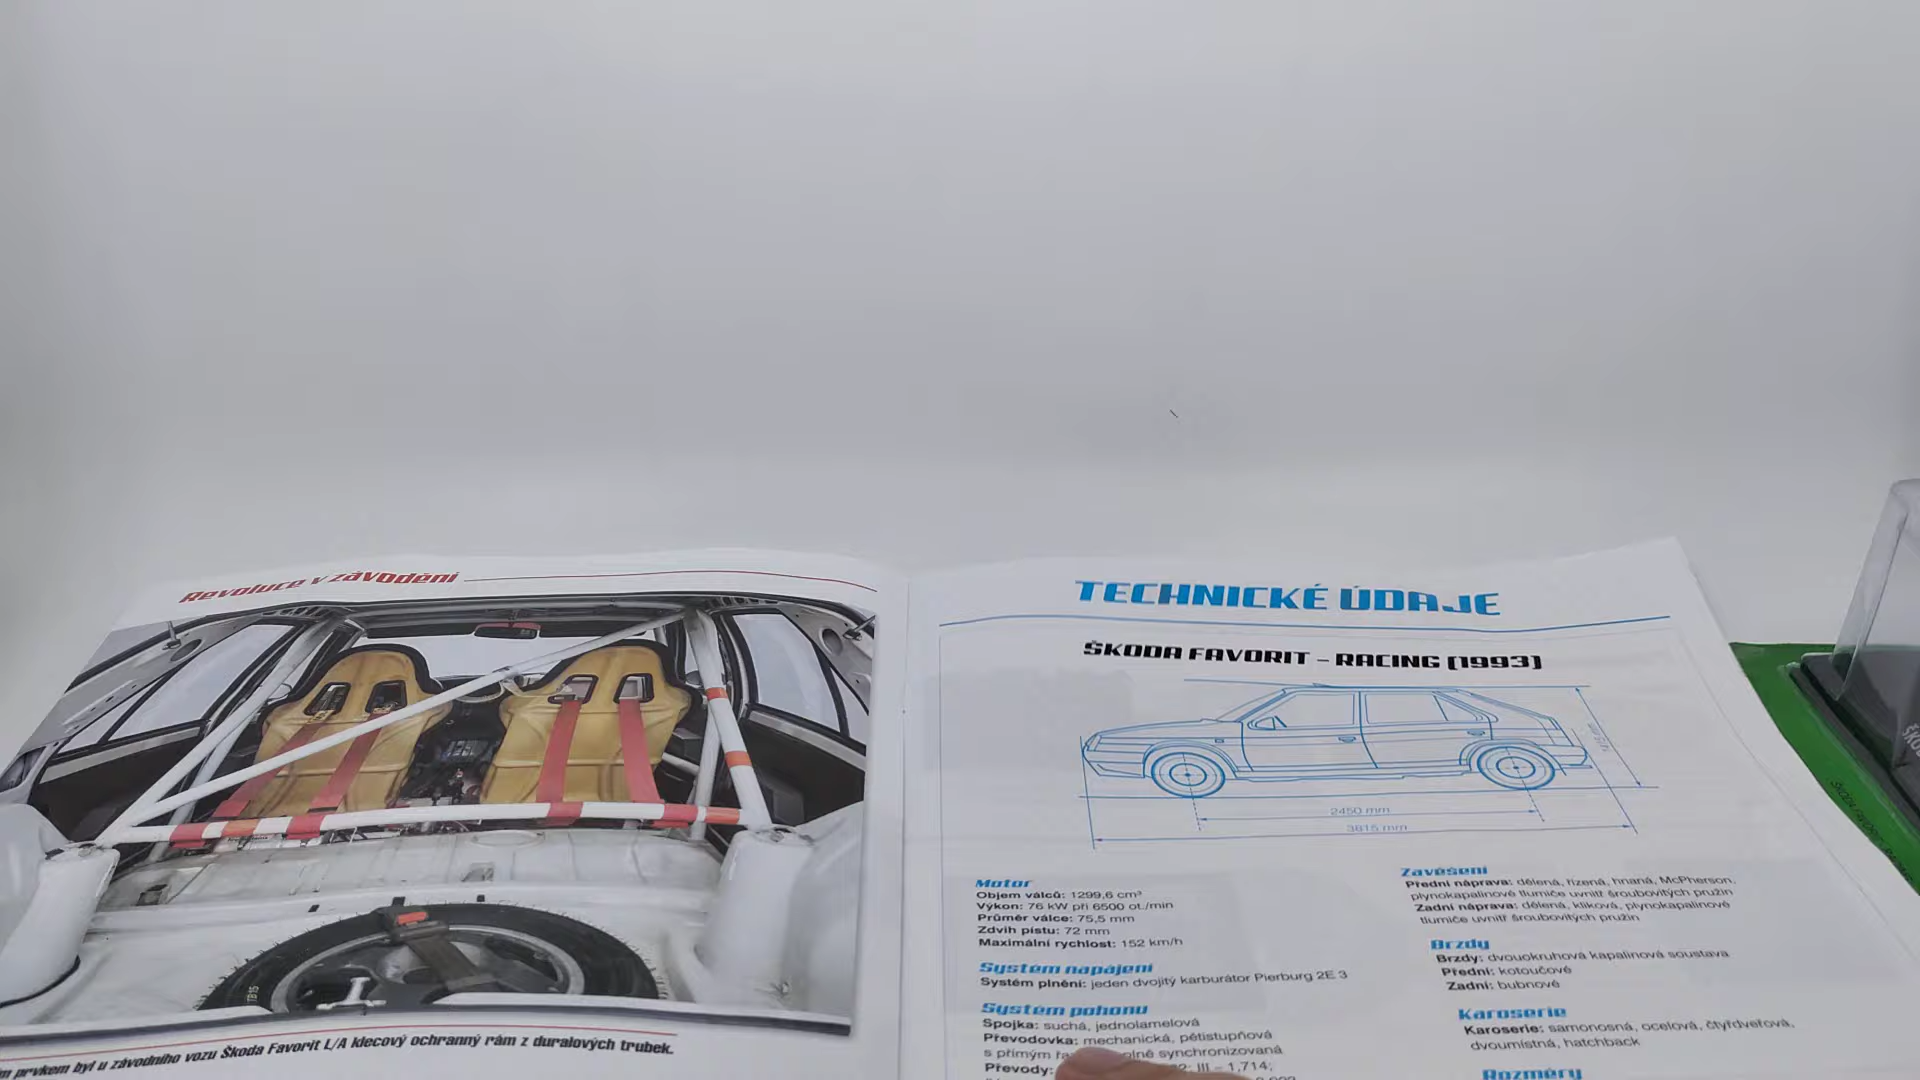 Revoluce v závodění
prvkem byl u závodního vozu Škoda Favorit L/A klecový ochranný rám z duralových trubek.
TECHNICKÉ ÚDAJE
ŠKODA FAVORIT – RACING (1993)
2450 mm
3815 mm
Motor
Objem válců: 1299,6 cm³
Výkon: 76 kW při 6500 ot./min
Průměr válce: 75,5 mm
Zdvih pístu: 72 mm
Maximální rychlost: 152 km/h
Systém napájení
Systém plnění: jeden dvojitý karburátor Pierburg 2E 3
Systém pohonu
Spojka: suchá, jednolamelová
Převodovka: mechanická, pětistupňová
s přímým synchronizovaná
Převody: III – 1,714;
Zavěšení
Přední náprava: dělená, řízená, hnaná, McPherson,
plynokapalinové tlumiče uvnitř šroubovitých pružin
Zadní náprava: dělená, kliková, plynokapalinové
tlumiče uvnitř šroubovitých pružin
Brzdy
Brzdy: dvouokruhová kapalinová soustava
Přední: kotoučové
Zadní: bubnové
Karoserie
Karoserie: samonosná, ocelová, čtyřdveřová,
dvoumístná, hatchback
Rozměry